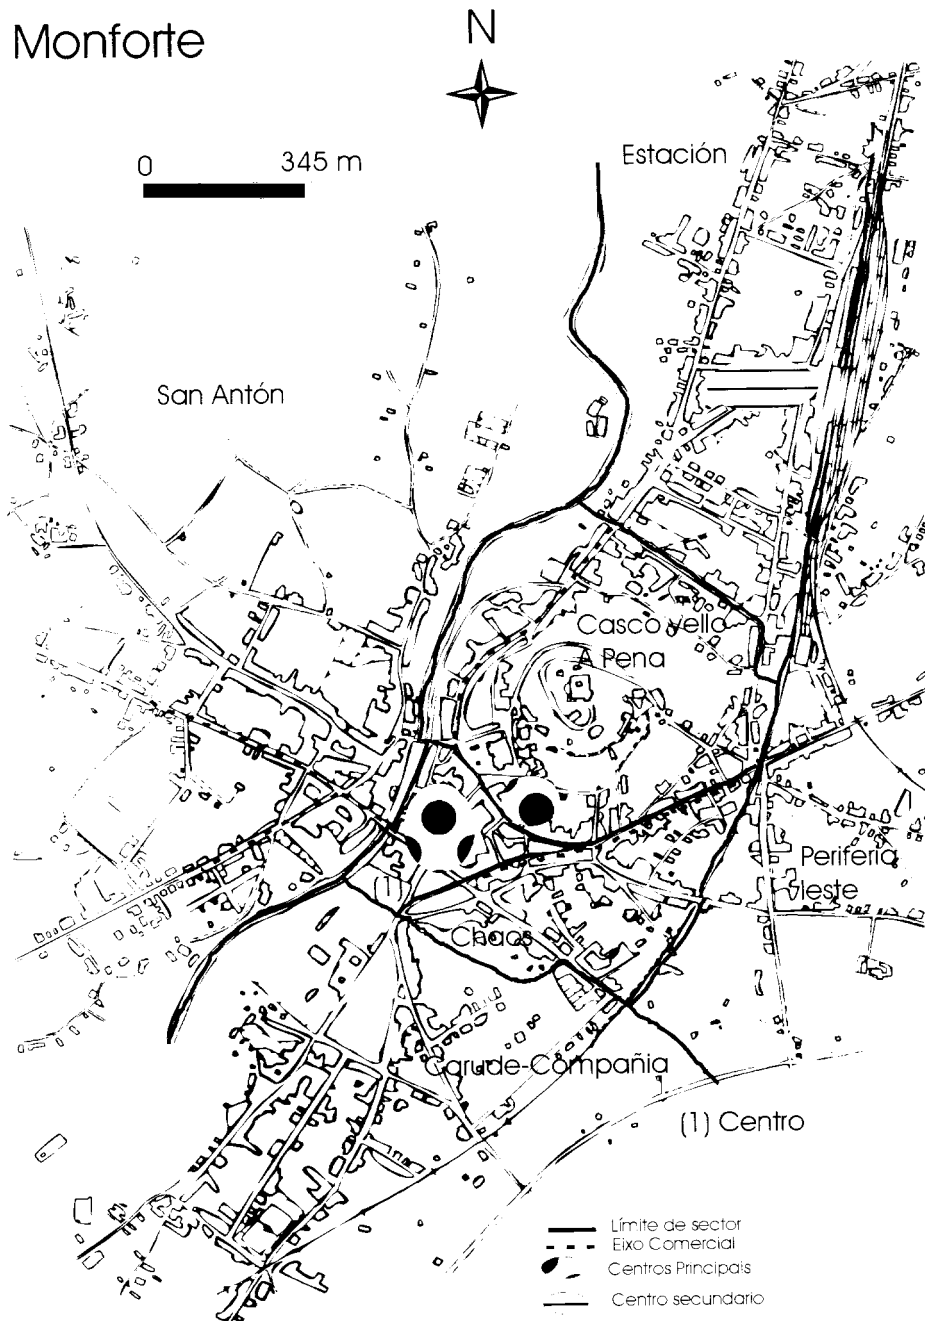 Monforte
N
0 345 m
Estación
San Antón
Casco vello
A Pena
Periferia
leste
(1)
Chaos
Carude-Compañia
(1) Centro
Límite de sector
Eixo Comercial
Centros Principais
Centro secundario